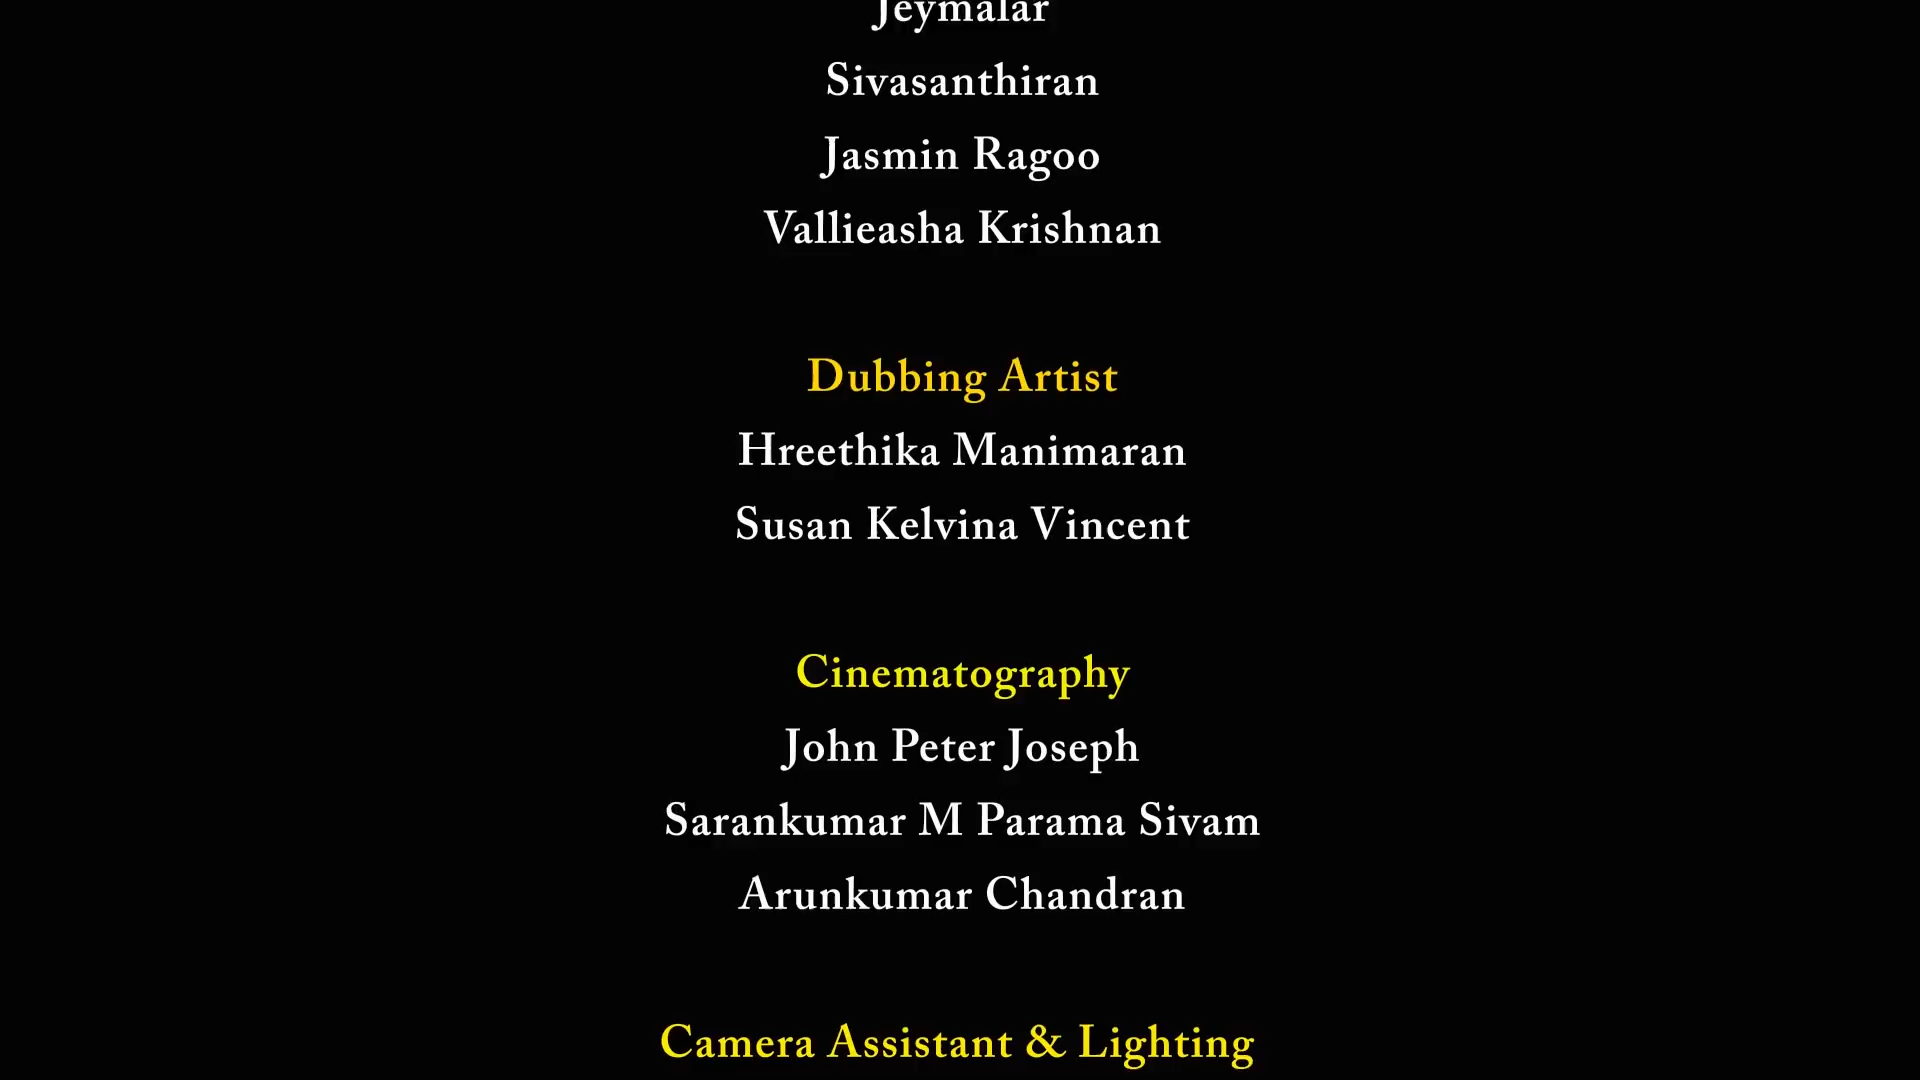 Jeymalar
Sivasanthiran
Jasmin Ragoo
Vallieasha Krishnan
Dubbing Artist
Hreethika Manimaran
Susan Kelvina Vincent
Cinematography
John Peter Joseph
Sarankumar M Parama Sivam
Arunkumar Chandran
Camera Assistant & Lighting